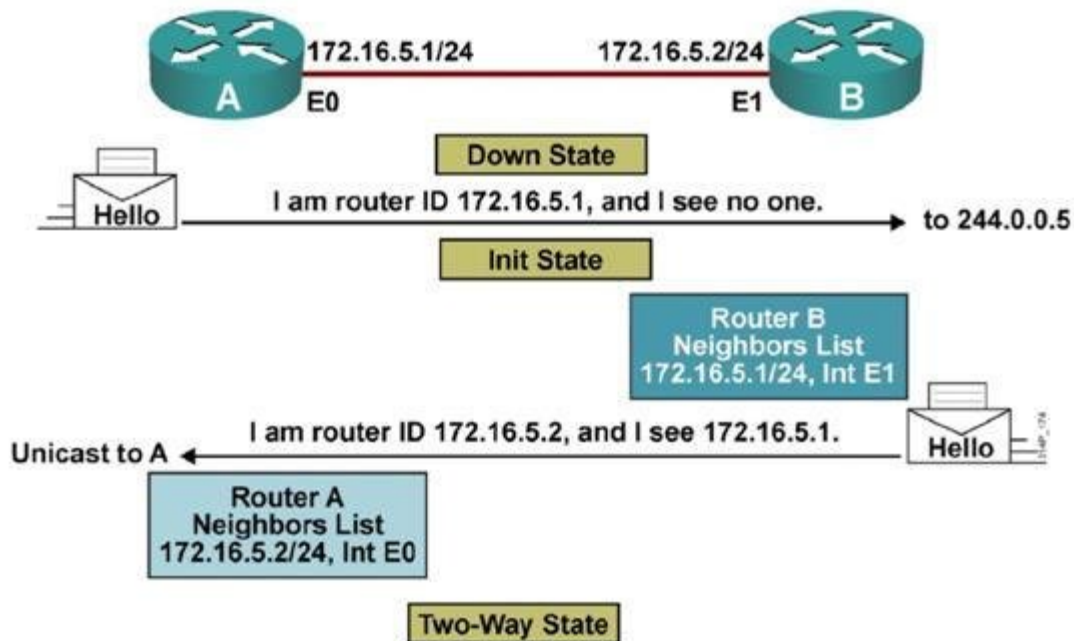 172.16.5.1/24
172.16.5.2/24
A
E0
E1
B
Down State
Hello
I am router ID 172.16.5.1, and I see no one.
to 244.0.0.5
Init State
Router B
Neighbors List
172.16.5.1/24, Int E1
I am router ID 172.16.5.2, and I see 172.16.5.1.
Hello
Unicast to A
Router A
Neighbors List
172.16.5.2/24, Int E0
Two-Way State